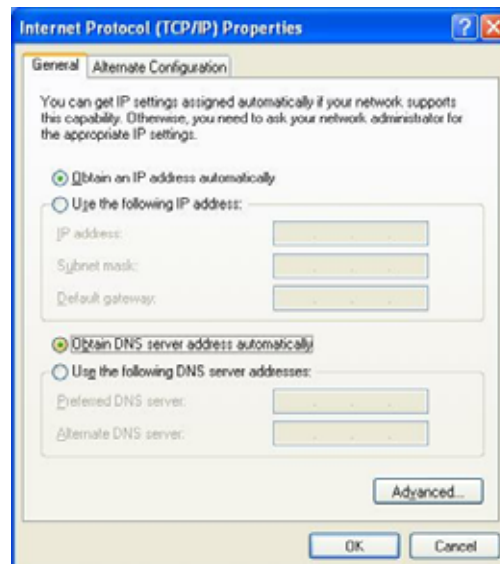 Internet Protocol (TCP/IP) Properties
General
Alternate Configuration
You can get IP settings assigned automatically if your network supports
this capability. Otherwise, you need to ask your network administrator for
the appropriate IP settings.
Obtain an IP address automatically
Use the following IP address:
IP address:
Subnet mask:
Default gateway:
Obtain DNS server address automatically
Use the following DNS server addresses:
Preferred DNS server:
Alternate DNS server:
Advanced...
OK
Cancel